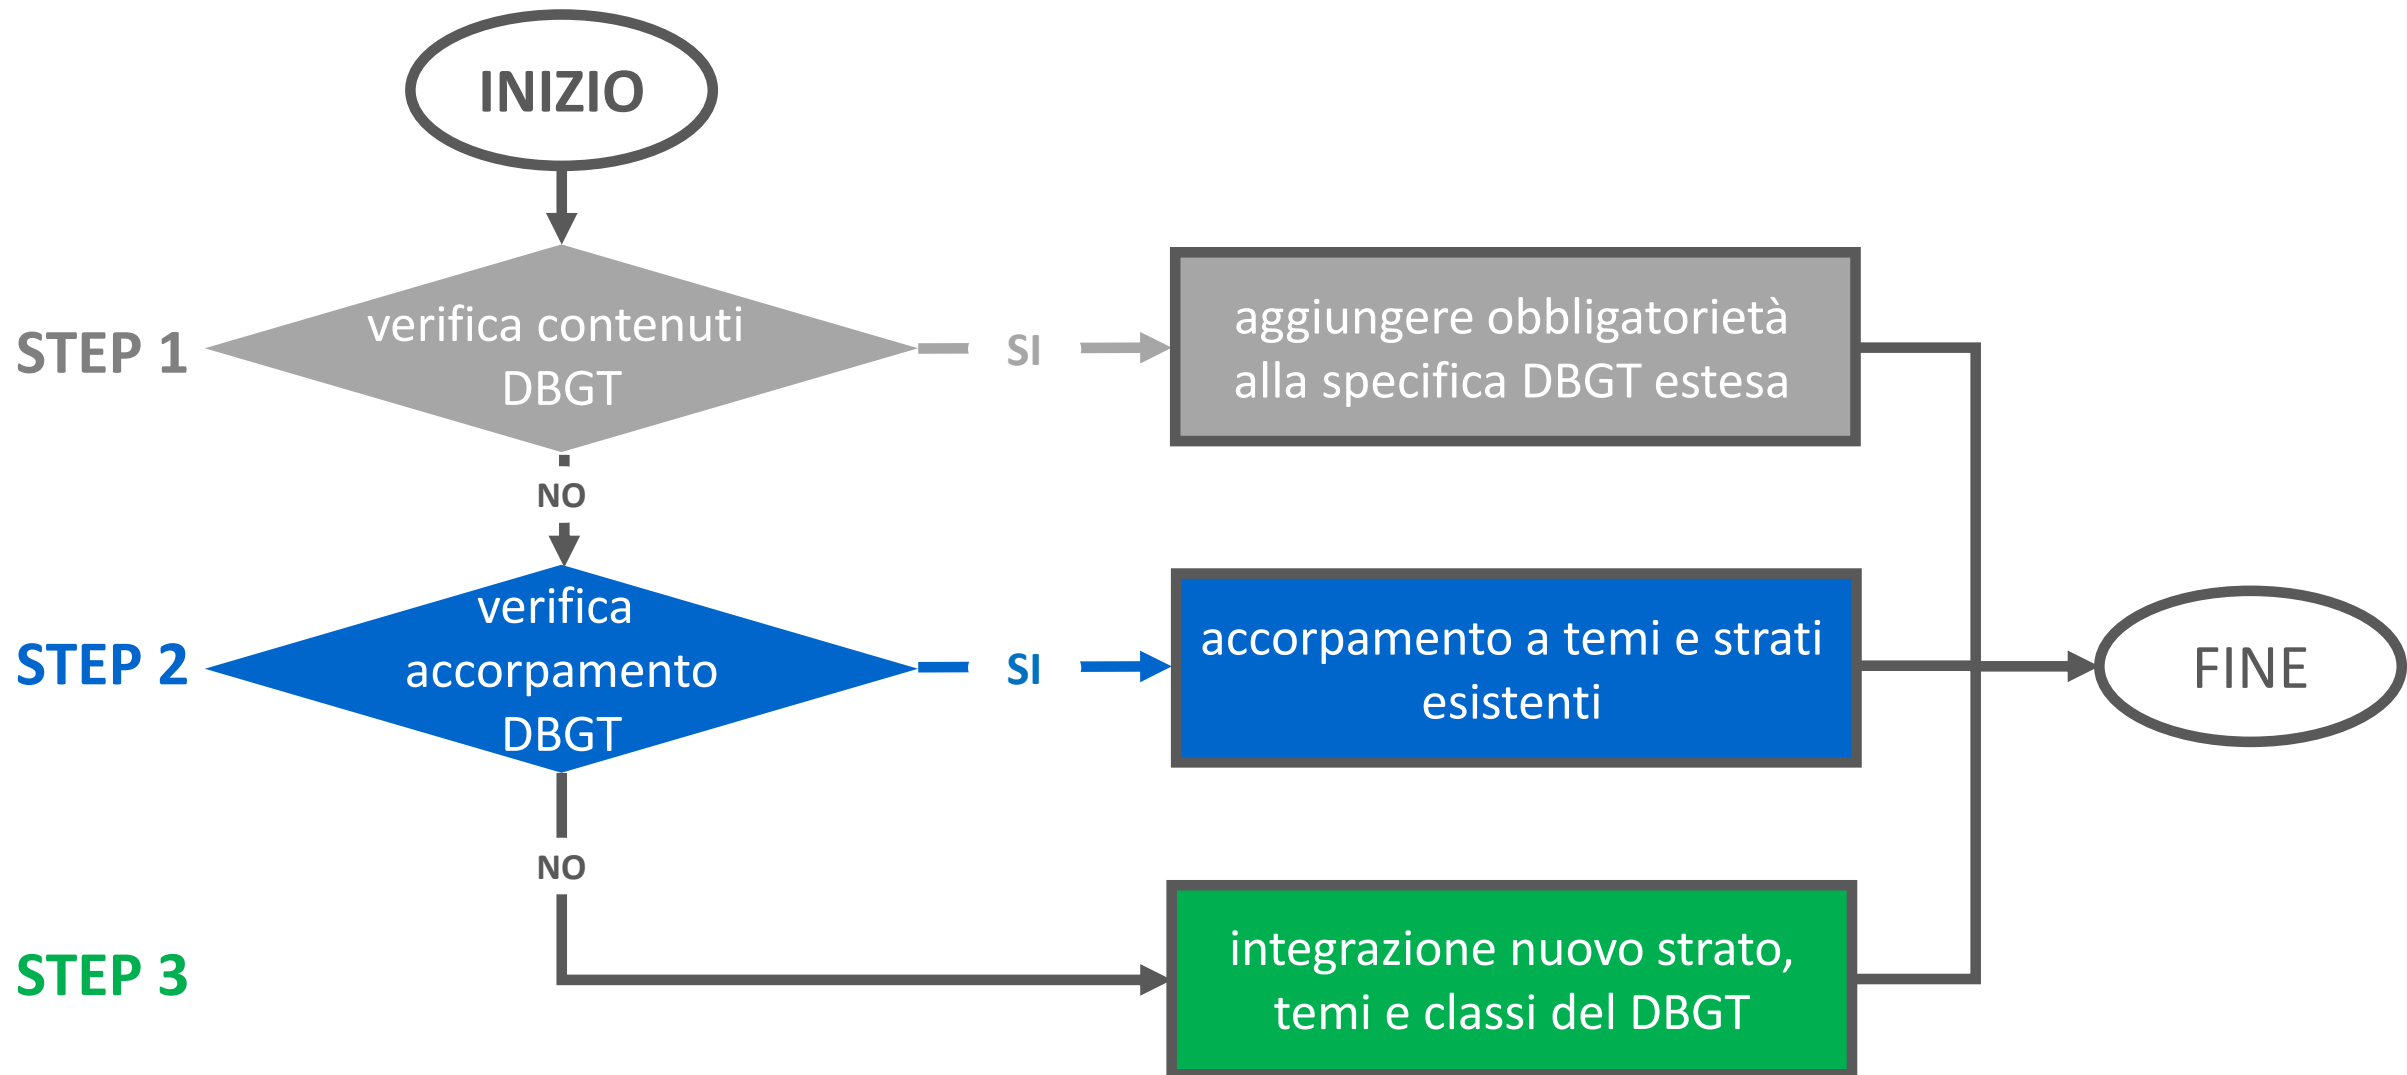 INIZIO
STEP 1
verifica contenuti
DBGT
SI
aggiungere obbligatorietà
alla specifica DBGT estesa
NO
STEP 2
verifica
accorpamento
DBGT
SI
accorpamento a temi e strati
esistenti
FINE
NO
STEP 3
integrazione nuovo strato,
temi e classi del DBGT